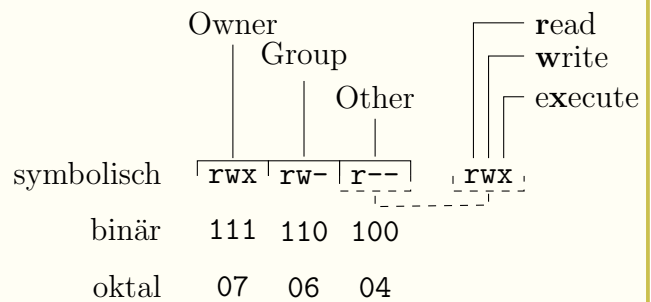 Owner
Group
Other
read
write
execute
symbolisch rwx rw- r-- rwx
binär 111 110 100
oktal 07 06 04